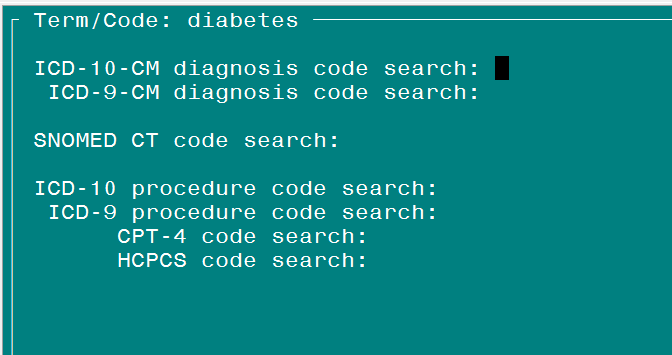 Term/Code: diabetes
ICD-10-CM diagnosis code search:
ICD-9-CM diagnosis code search:
SNOMED CT code search:
ICD-10 procedure code search:
ICD-9 procedure code search:
CPT-4 code search:
HCPCS code search: